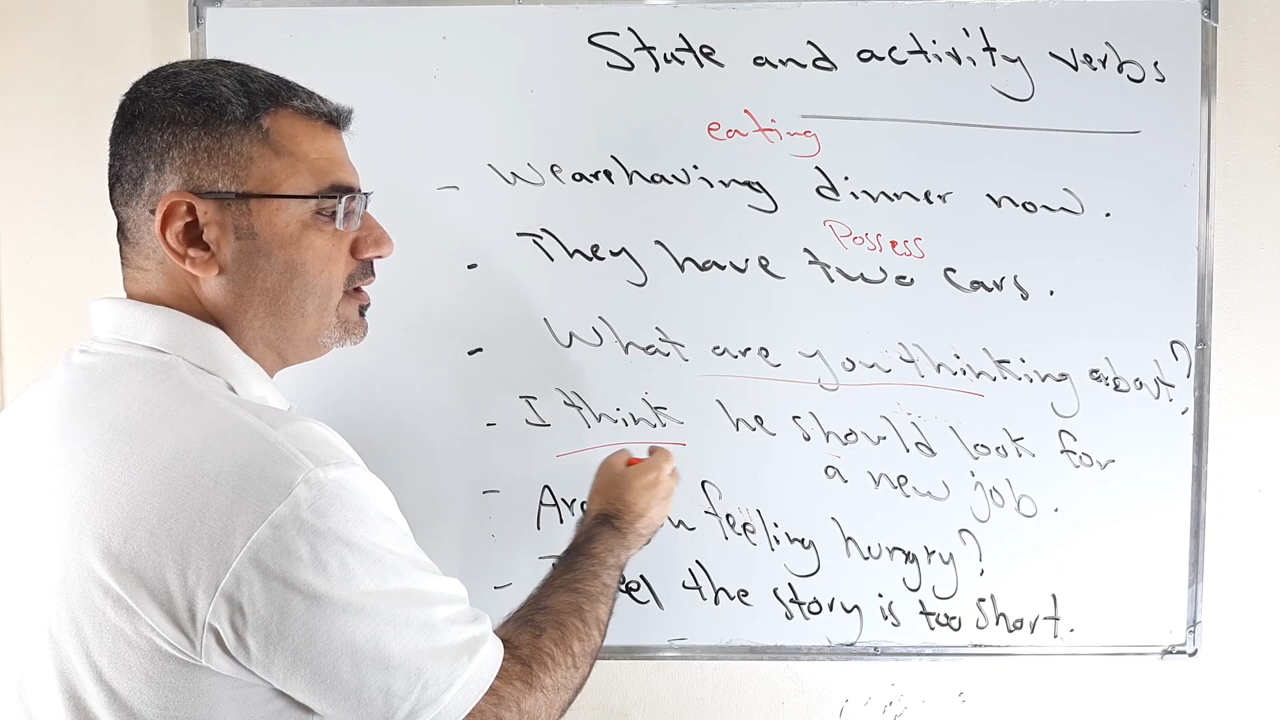 State and activity verbs
eating
- We are having dinner now.
Possess
- They have two cars.
- What are you thinking about?
- I think he should look for
a new job.
- Are feeling hungry?
- the story is too short.